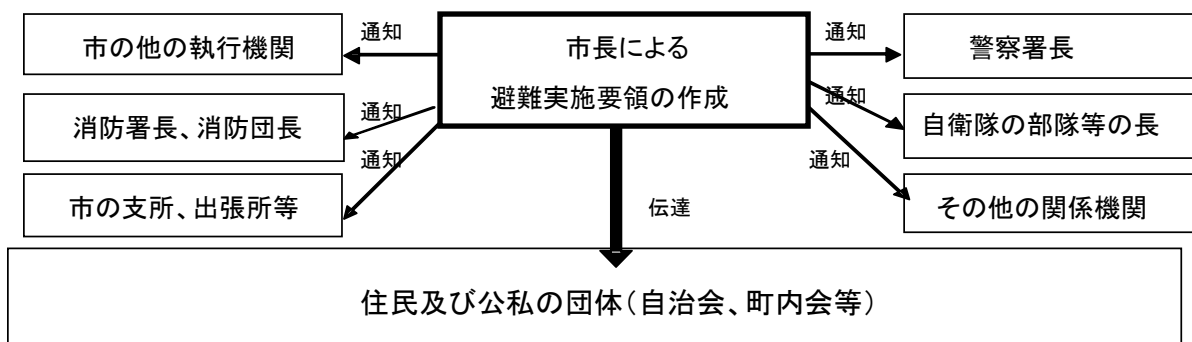 市の他の執行機関
通知
市長による
避難実施要領の作成
通知
警察署長
消防署長、消防団長
通知
通知
自衛隊の部隊等の長
市の支所、出張所等
通知
通知
その他の関係機関
伝達
住民及び公私の団体（自治会、町内会等）